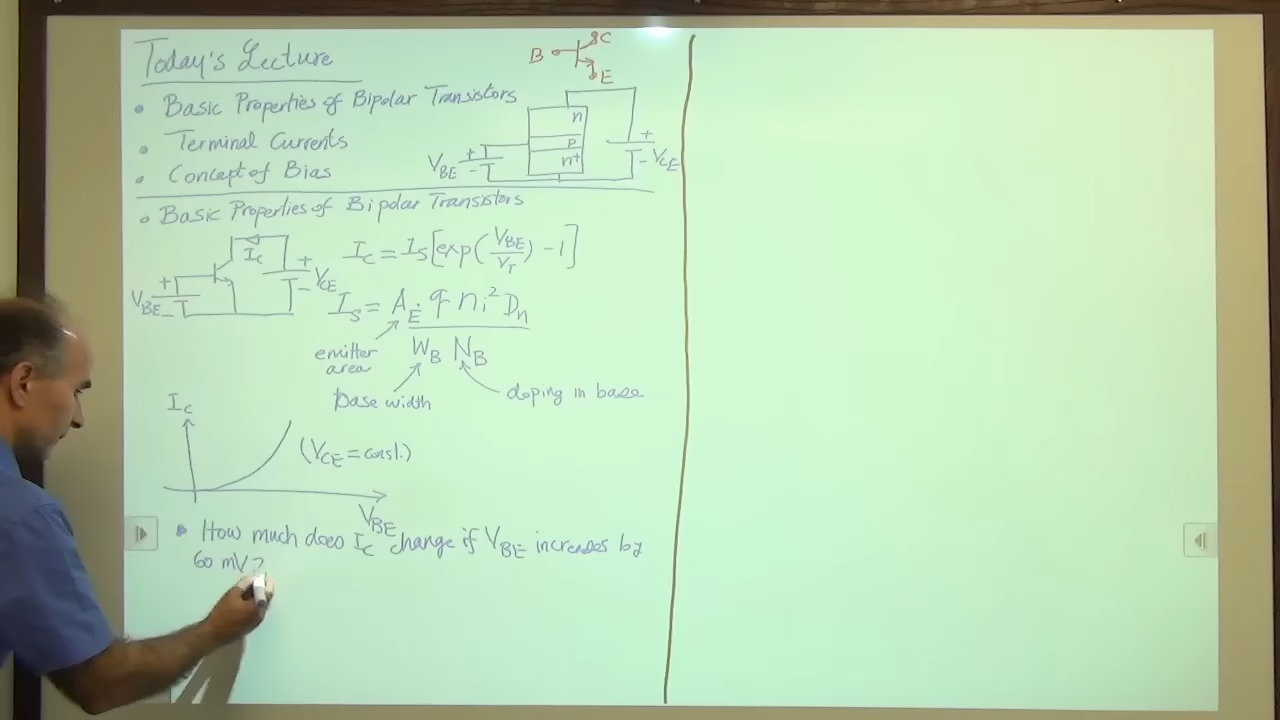 Today's Lecture
• Basic Properties of Bipolar Transistors
• Terminal Currents
• Concept of Bias
B C E
n
p
n+
+ - VBE
+ - VCE
• Basic Properties of Bipolar Transistors
IC
+ VBE -
+ - VCE
IC = IS [exp(VBE/VT) - 1]
IS = AE q ni² Dn
WB NB
emitter area
base width
doping in base
IC
(VCE = const.)
VBE
• How much does IC change if VBE increases by
60 mV?